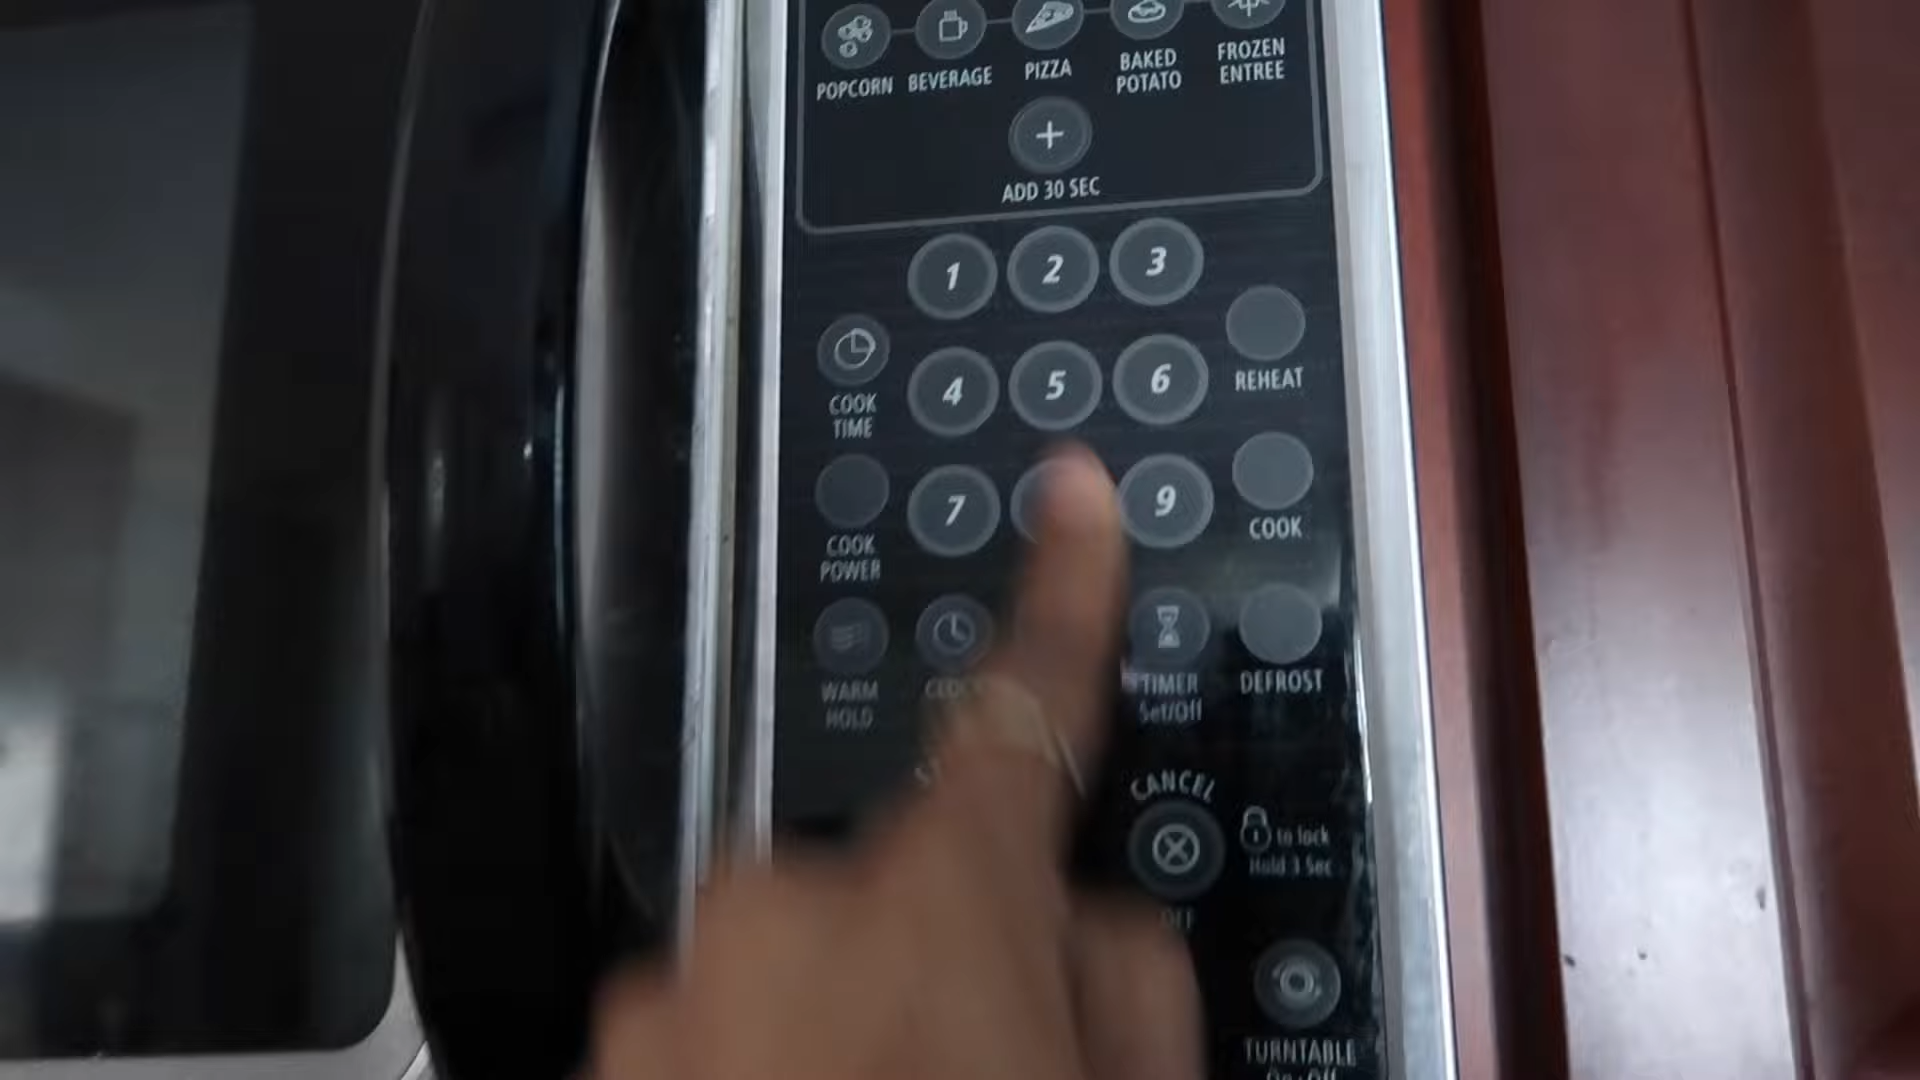 POPCORN
BEVERAGE
PIZZA
BAKED
POTATO
FROZEN
ENTREE
+
ADD 30 SEC
1
2
3
COOK
TIME
4
5
6
REHEAT
COOK
POWER
7
9
COOK
WARM
HOLD
TIMER
Set/Off
DEFROST
CANCEL
to lock
Hold 3 Sec
TURNTABLE